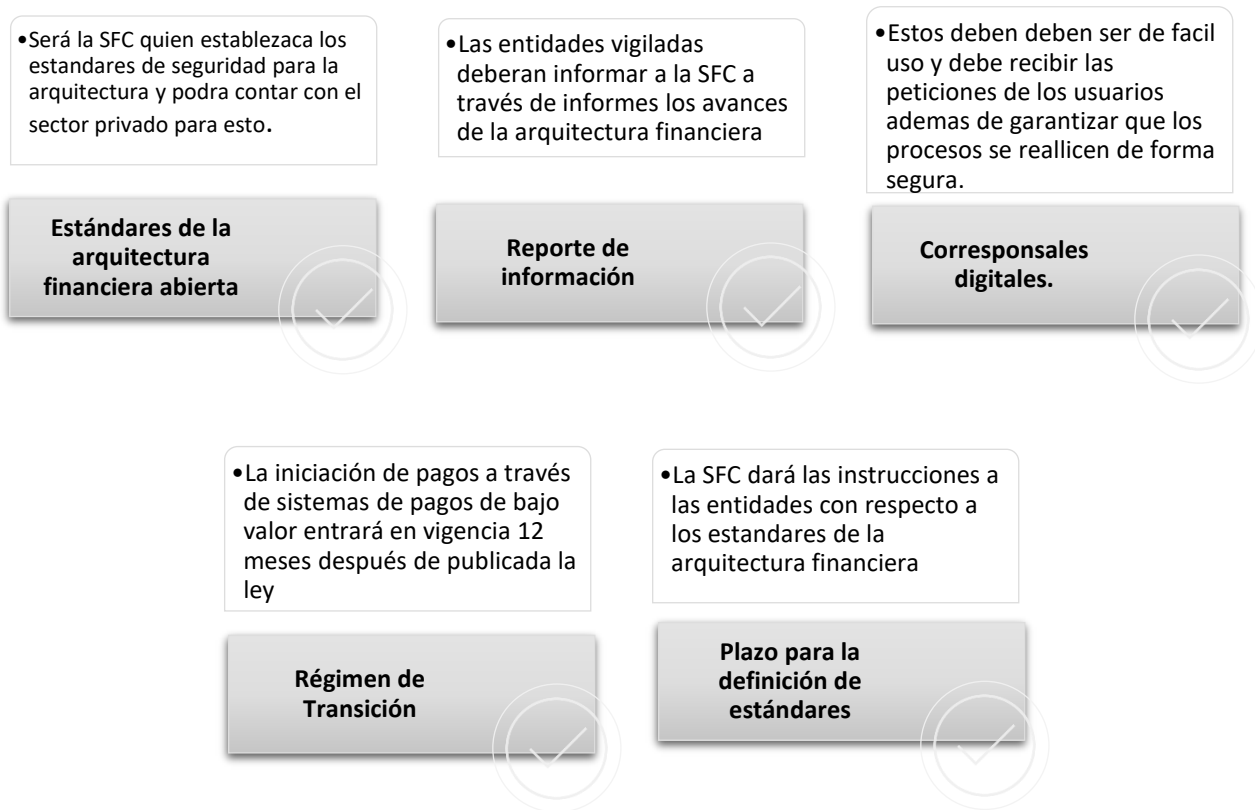 •Será la SFC quien establezaca los
estandares de seguridad para la
arquitectura y podra contar con el
sector privado para esto.
Estándares de la
arquitectura
financiera abierta
•Las entidades vigiladas
deberan informar a la SFC a
través de informes los avances
de la arquitectura financiera
Reporte de
información
•Estos deben deben ser de facil
uso y debe recibir las
peticiones de los usuarios
ademas de garantizar que los
procesos se reallicen de forma
segura.
Corresponsales
digitales.
•La iniciación de pagos a través
de sistemas de pagos de bajo
valor entrará en vigencia 12
meses después de publicada la
ley
Régimen de
Transición
•La SFC dará las instrucciones a
las entidades con respecto a
los estandares de la
arquitectura financiera
Plazo para la
definición de
estándares